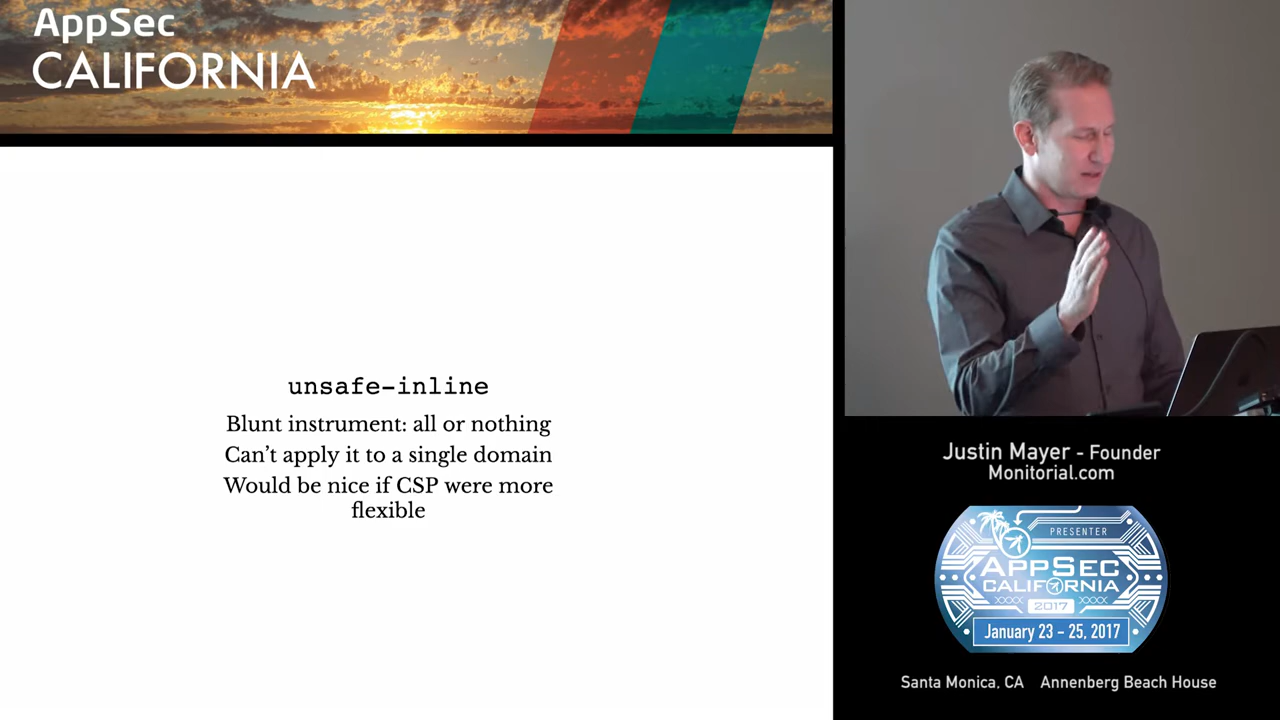 AppSec
CALIFORNIA
unsafe-inline
Blunt instrument: all or nothing
Can’t apply it to a single domain
Would be nice if CSP were more
flexible
Justin Mayer - Founder
Monitorial.com
PRESENTER
APPSEC
CALIFORNIA
XXXX 2017 XXXX
January 23 - 25, 2017
Santa Monica, CA Annenberg Beach House